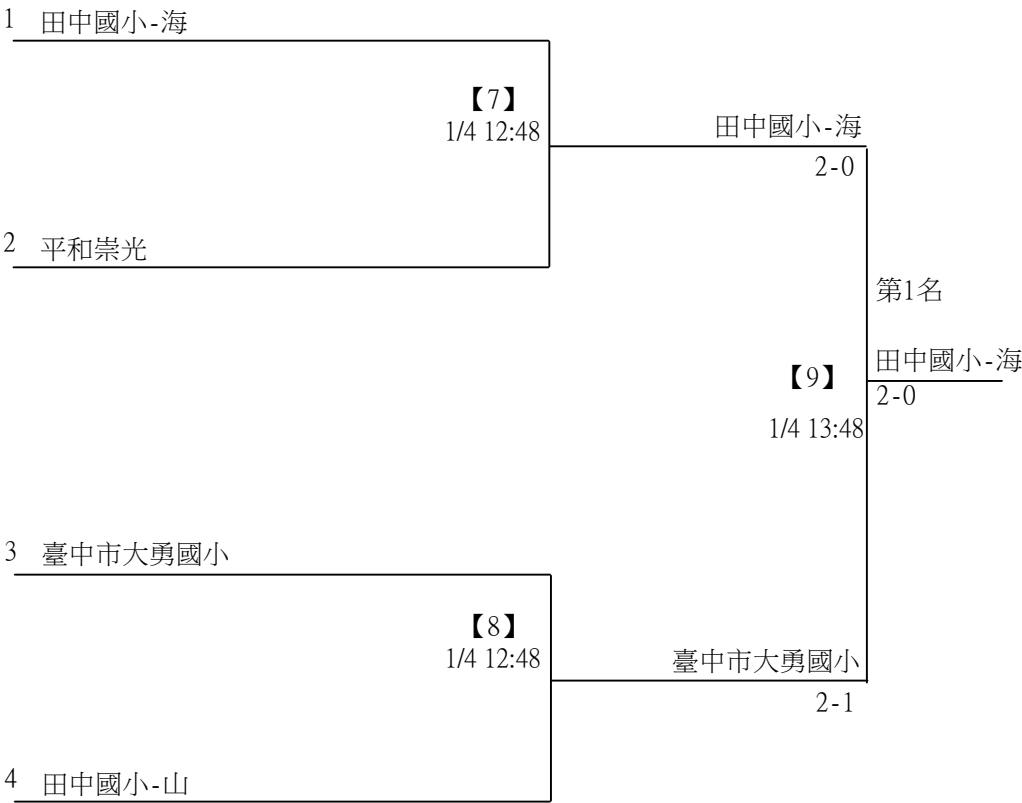 1 田中國小-海
【7】
1/4 12:48
田中國小-海
2-0
2 平和崇光
第1名
田中國小-海
【9】
2-0
1/4 13:48
3 臺中市大勇國小
【8】
1/4 12:48
臺中市大勇國小
2-1
4 田中國小-山